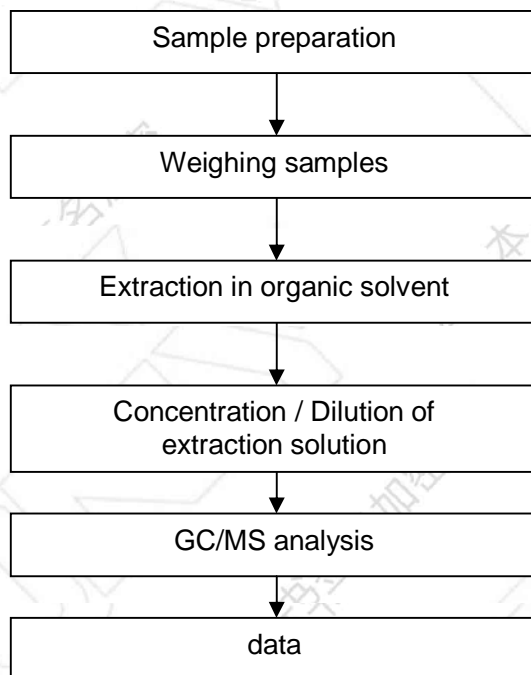 Sample preparation
Weighing samples
Extraction in organic solvent
Concentration / Dilution of
extraction solution
GC/MS analysis
data